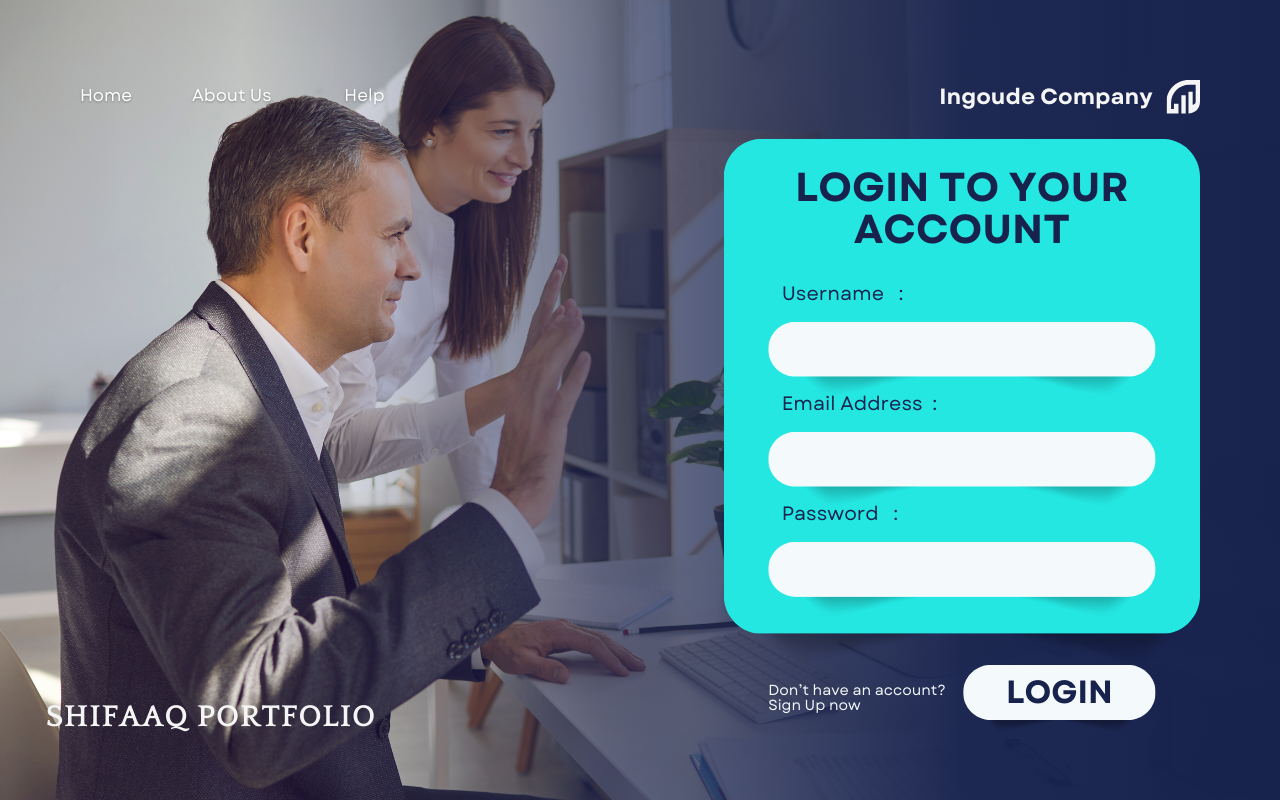 Home
About Us
Help
Ingoude Company
LOGIN TO YOUR
ACCOUNT
Username :
Email Address :
Password :
Don't have an account?
Sign Up now
LOGIN
SHIFAAQ PORTFOLIO